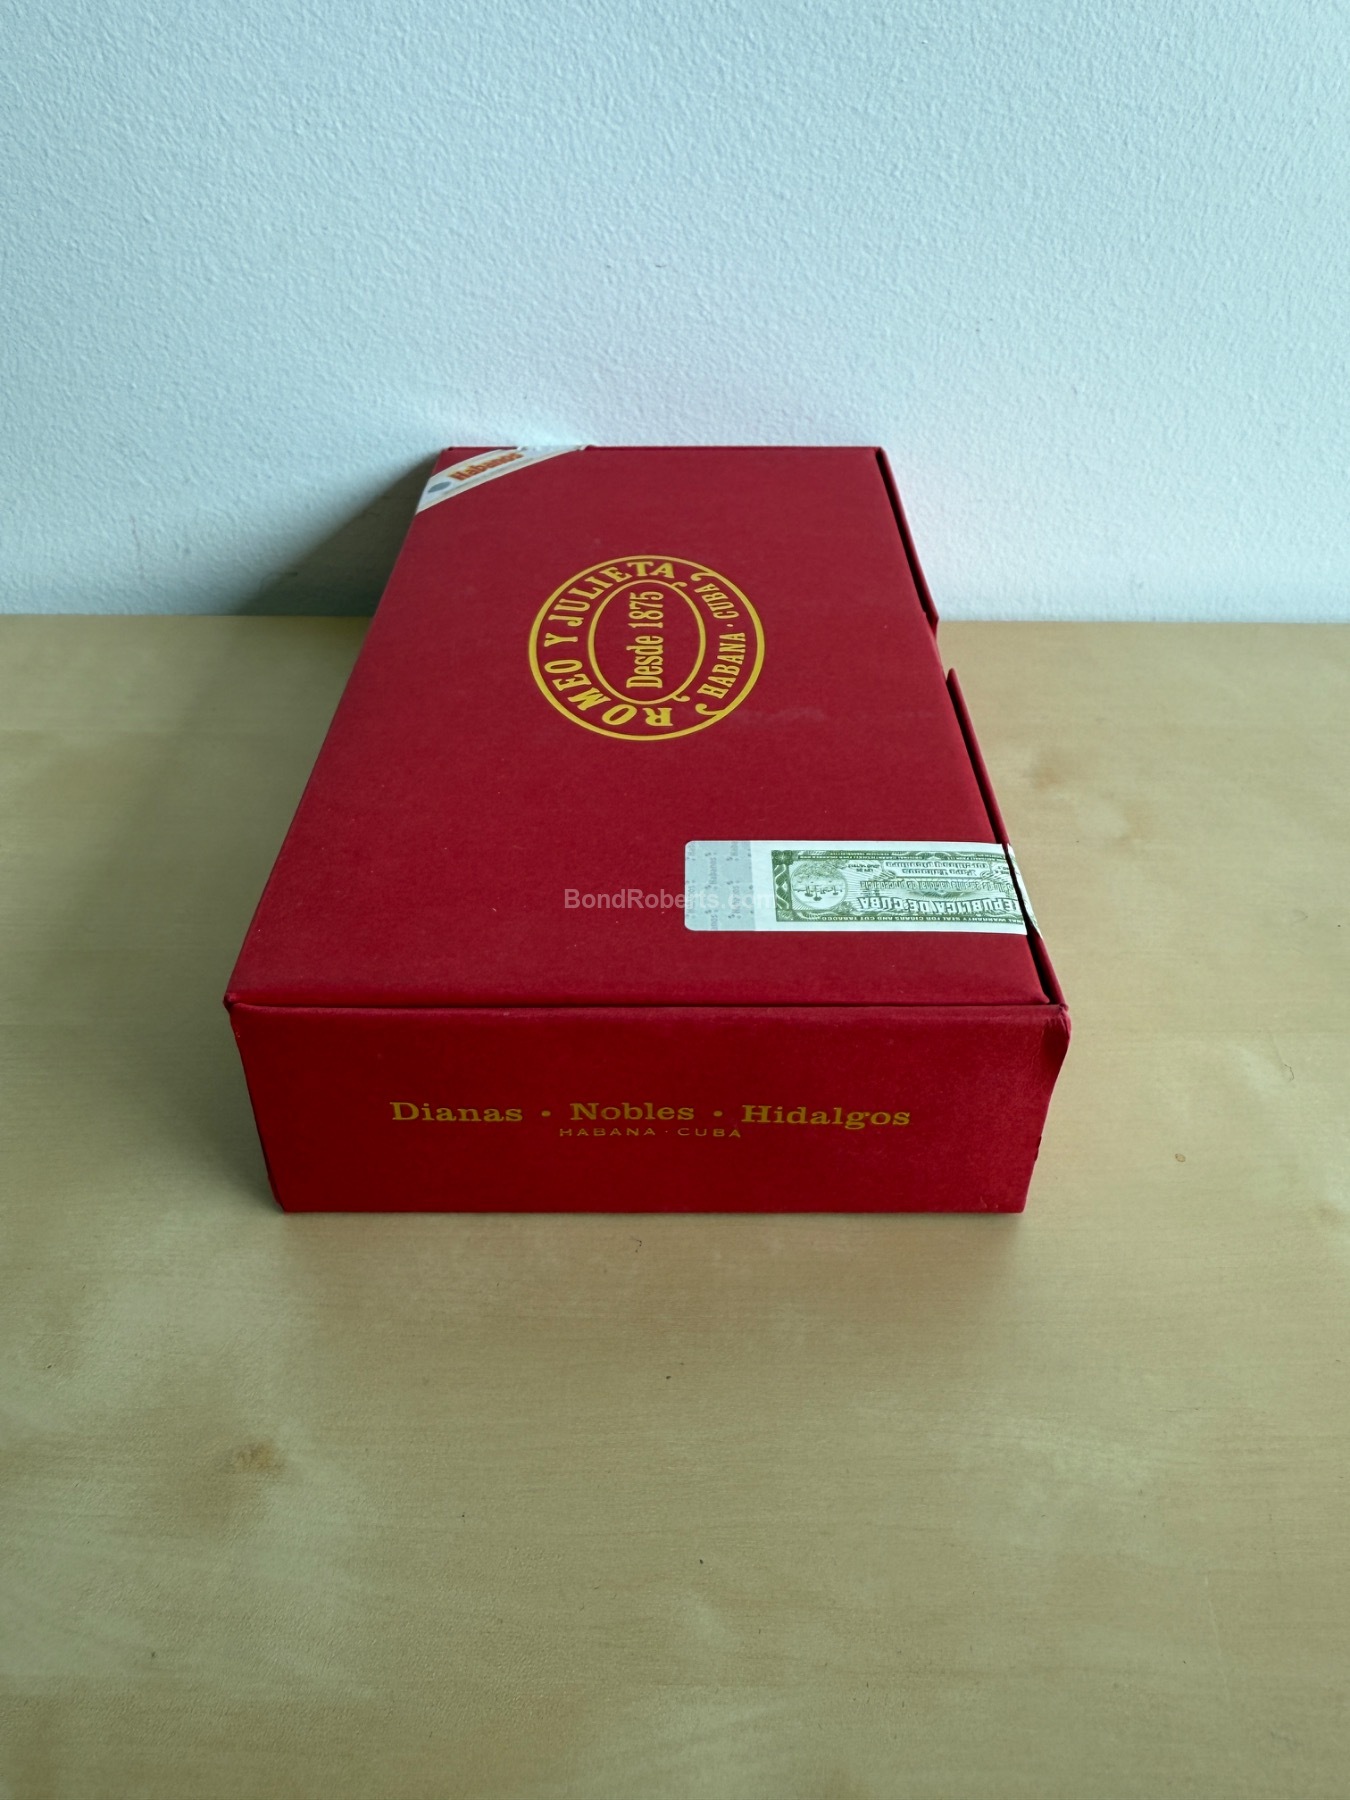 Habanos
ROMEO Y JULIETA
Desde 1875
HABANA · CUBA
REPUBLICA DE CUBA
BondRoberts.com
Dianas • Nobles • Hidalgos
HABANA · CUBA